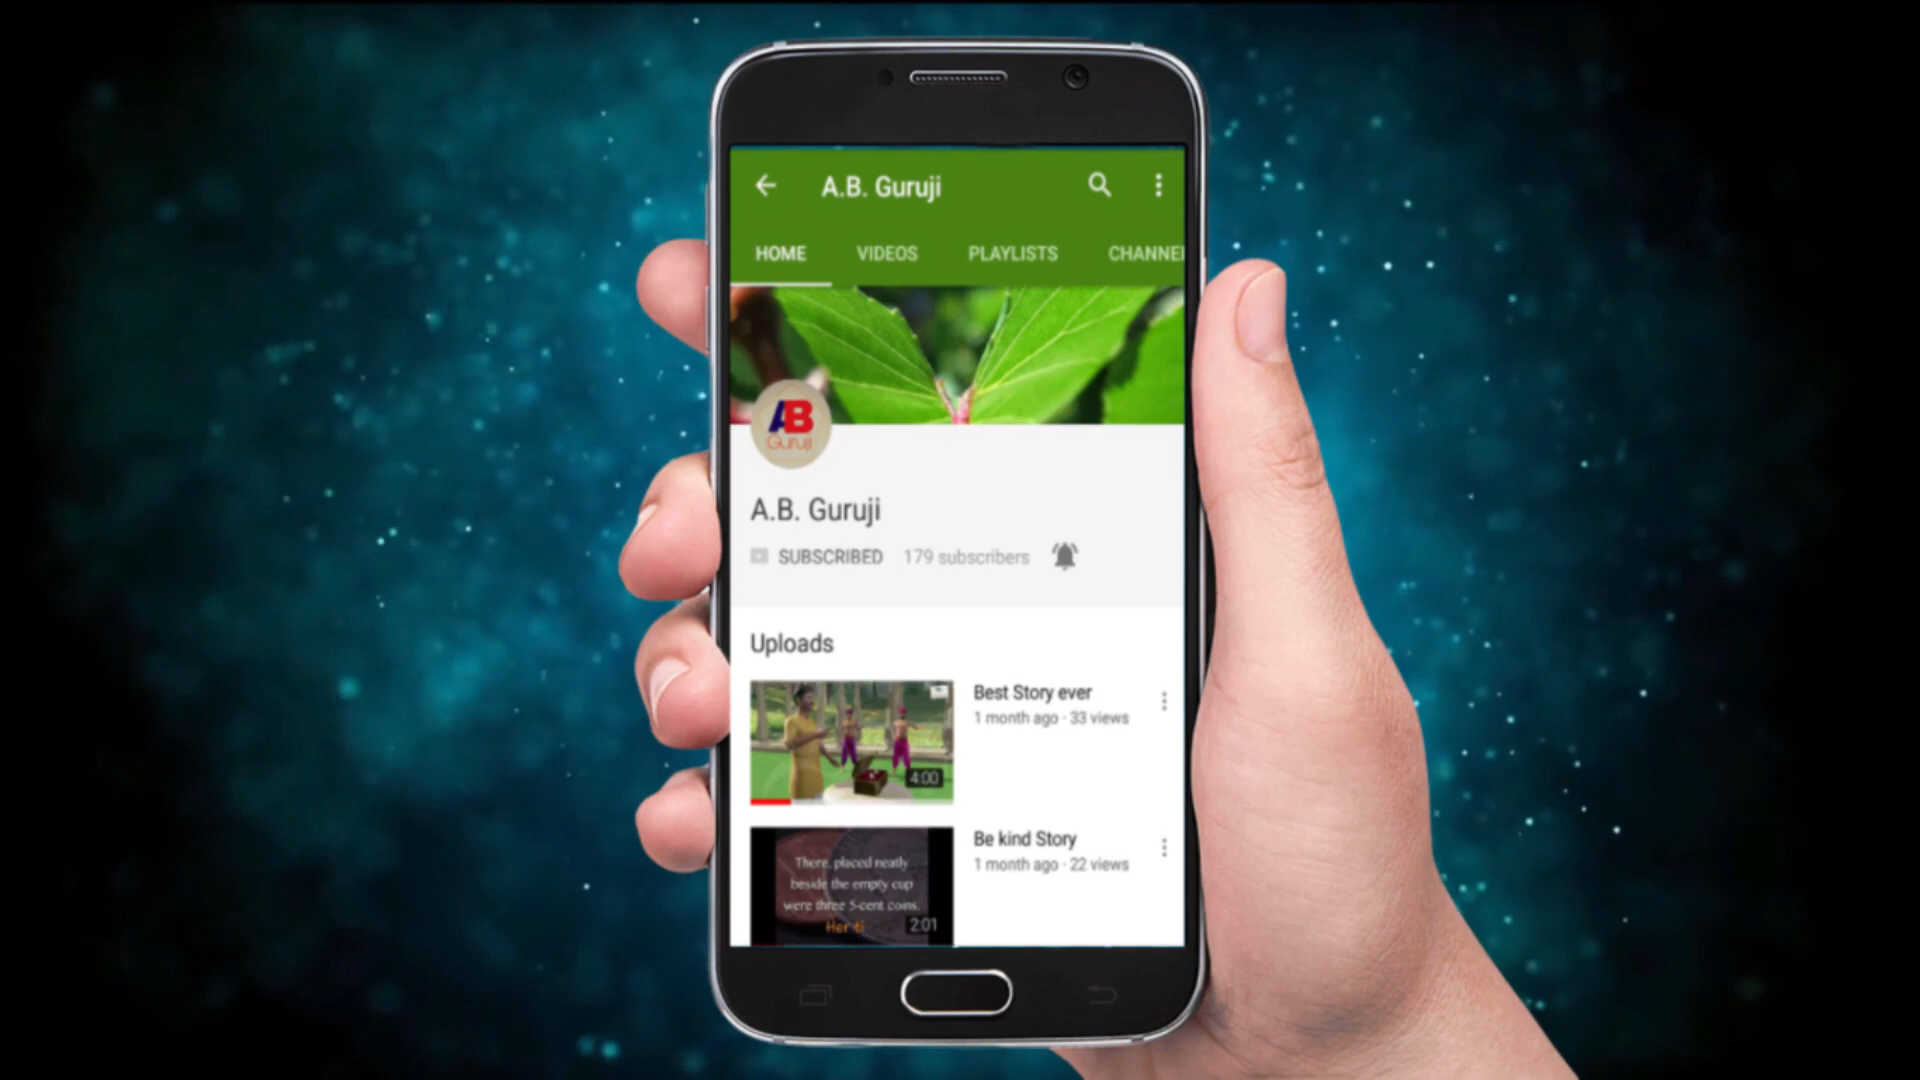 A.B. Guruji
HOME VIDEOS PLAYLISTS CHANNEL
AB
Guruji
A.B. Guruji
SUBSCRIBED 179 subscribers
Uploads
Best Story ever
1 month ago · 33 views
4:00
Be kind Story
1 month ago · 22 views
There, placed neatly
beside the empty cup
were three 5-cent coins.
Her ti
2:01